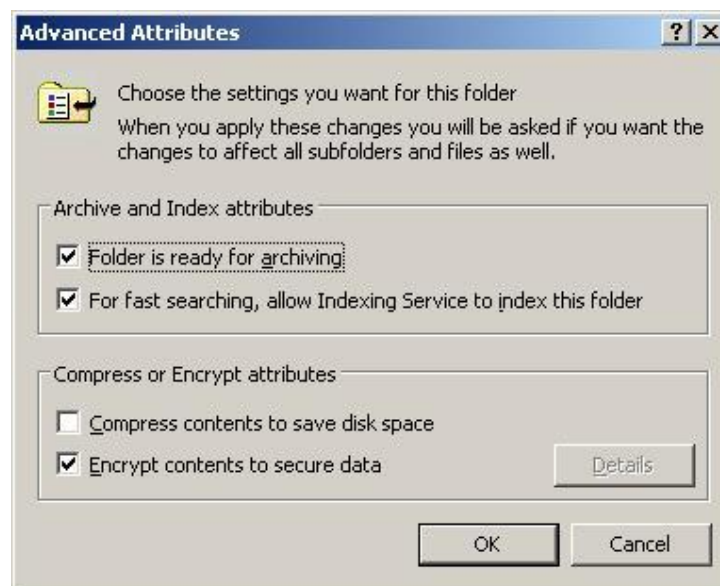 Advanced Attributes
Choose the settings you want for this folder
When you apply these changes you will be asked if you want the
changes to affect all subfolders and files as well.
Archive and Index attributes
Folder is ready for archiving
For fast searching, allow Indexing Service to index this folder
Compress or Encrypt attributes
Compress contents to save disk space
Encrypt contents to secure data
Details
OK
Cancel